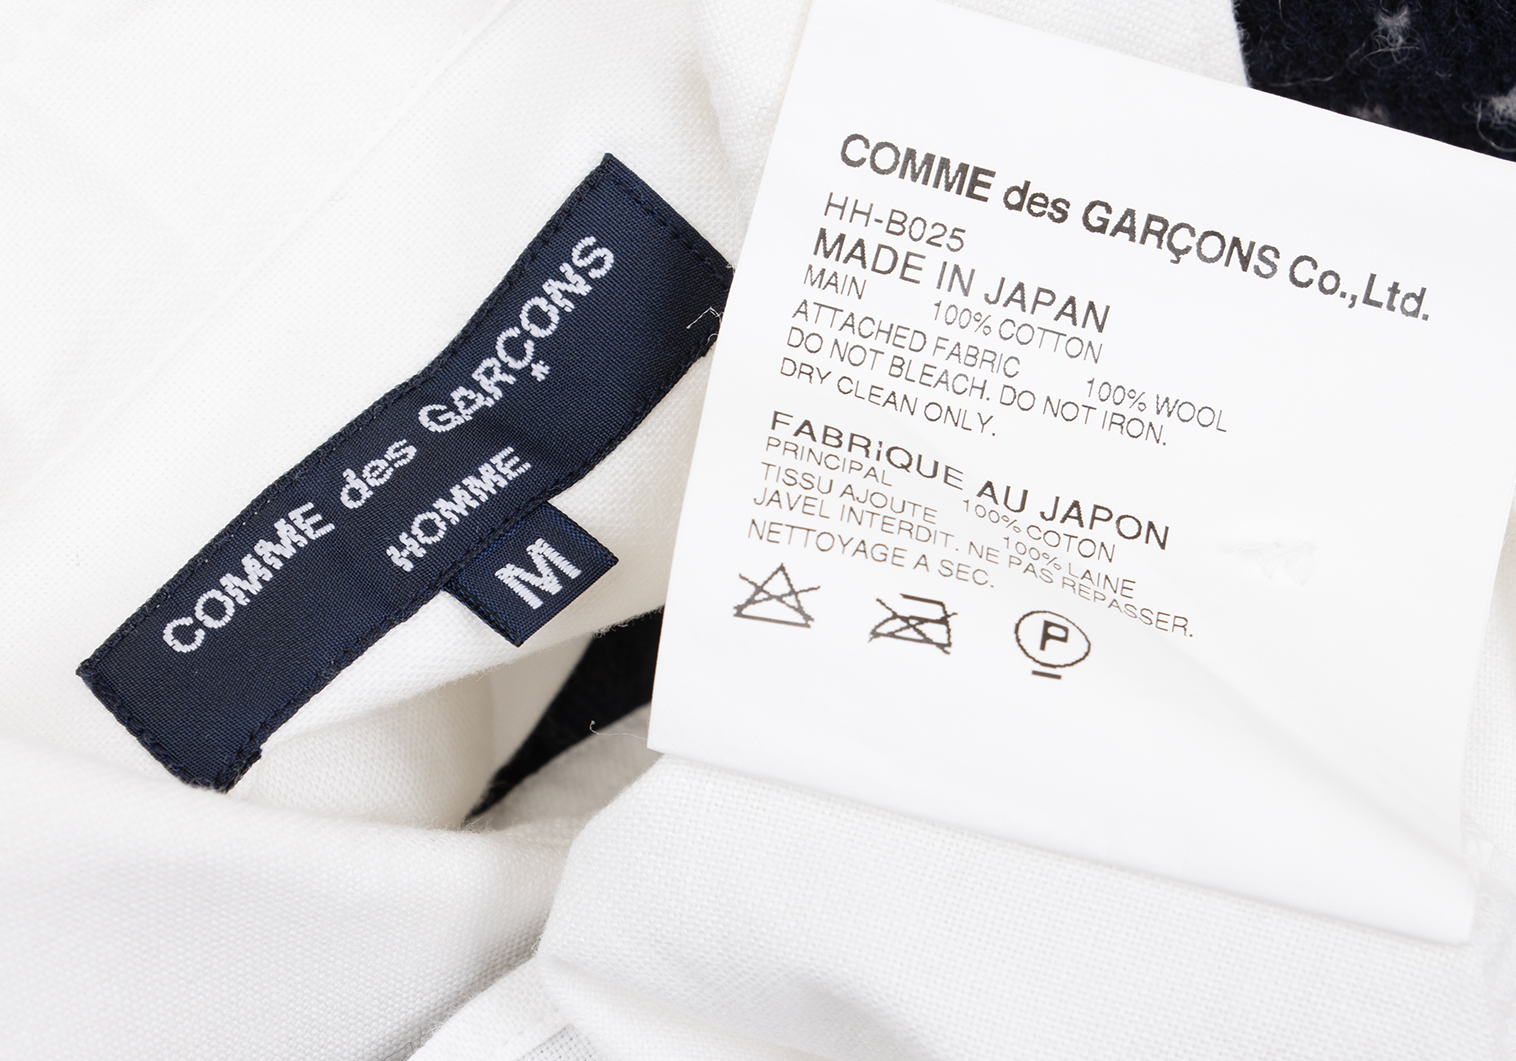 COMME des GARÇONS
HOMME
M
COMME des GARÇONS Co.,Ltd.
HH-B025
MADE IN JAPAN
MAIN 100% COTTON
ATTACHED FABRIC 100% WOOL
DO NOT BLEACH. DO NOT IRON.
DRY CLEAN ONLY.
FABRiQUE AU JAPON
PRINCIPAL 100% COTON
TISSU AJOUTE 100% LAINE
JAVEL INTERDIT. NE PAS REPASSER.
NETTOYAGE A SEC.
P